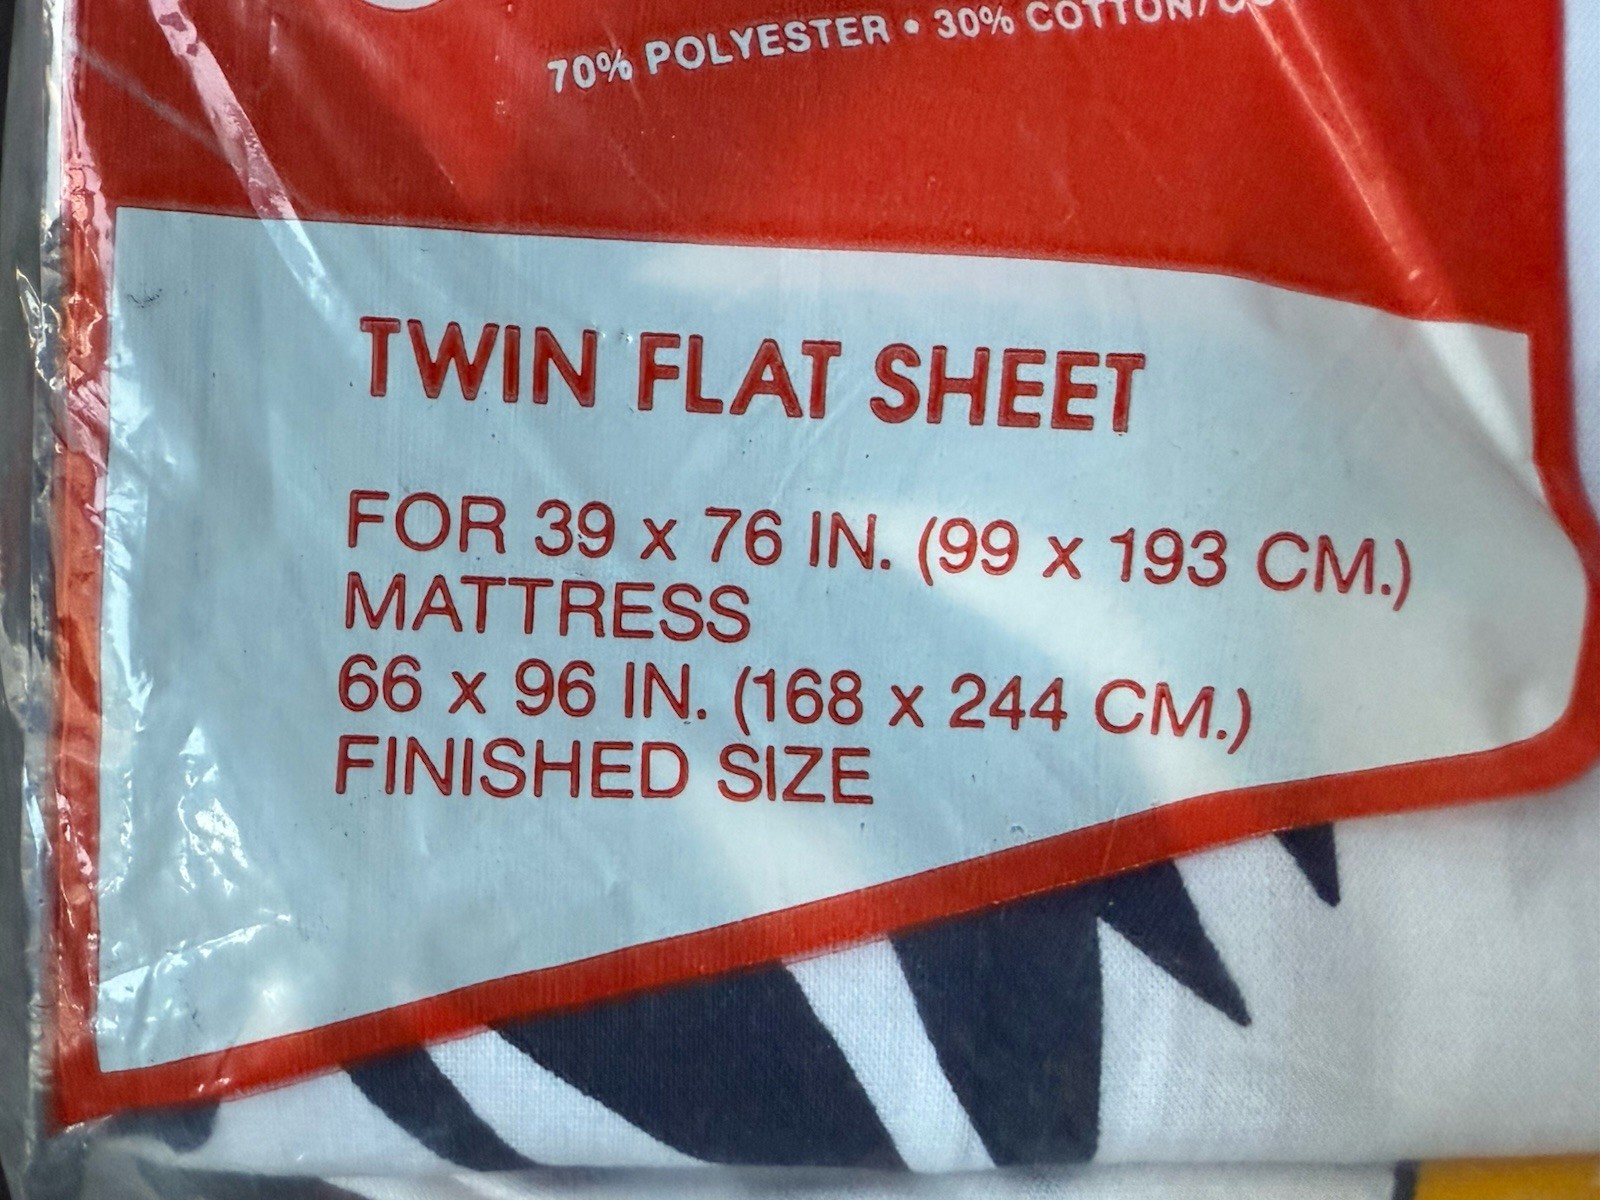 70% POLYESTER • 30% COTTON/
TWIN FLAT SHEET
FOR 39 x 76 IN. (99 x 193 CM.)
MATTRESS
66 x 96 IN. (168 x 244 CM.)
FINISHED SIZE